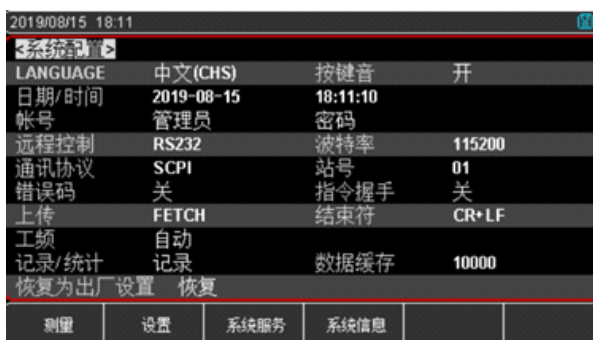 2019/08/15 18:11
<系统配置>
LANGUAGE 中文(CHS) 按键音 开
日期/时间 2019-08-15 18:11:10
帐号 管理员 密码
远程控制 RS232 波特率 115200
通讯协议 SCPI 站号 01
错误码 关 指令握手 关
上传 FETCH 结束符 CR+LF
工频 自动
记录/统计 记录 数据缓存 10000
恢复为出厂设置 恢复
测量 设置 系统服务 系统信息